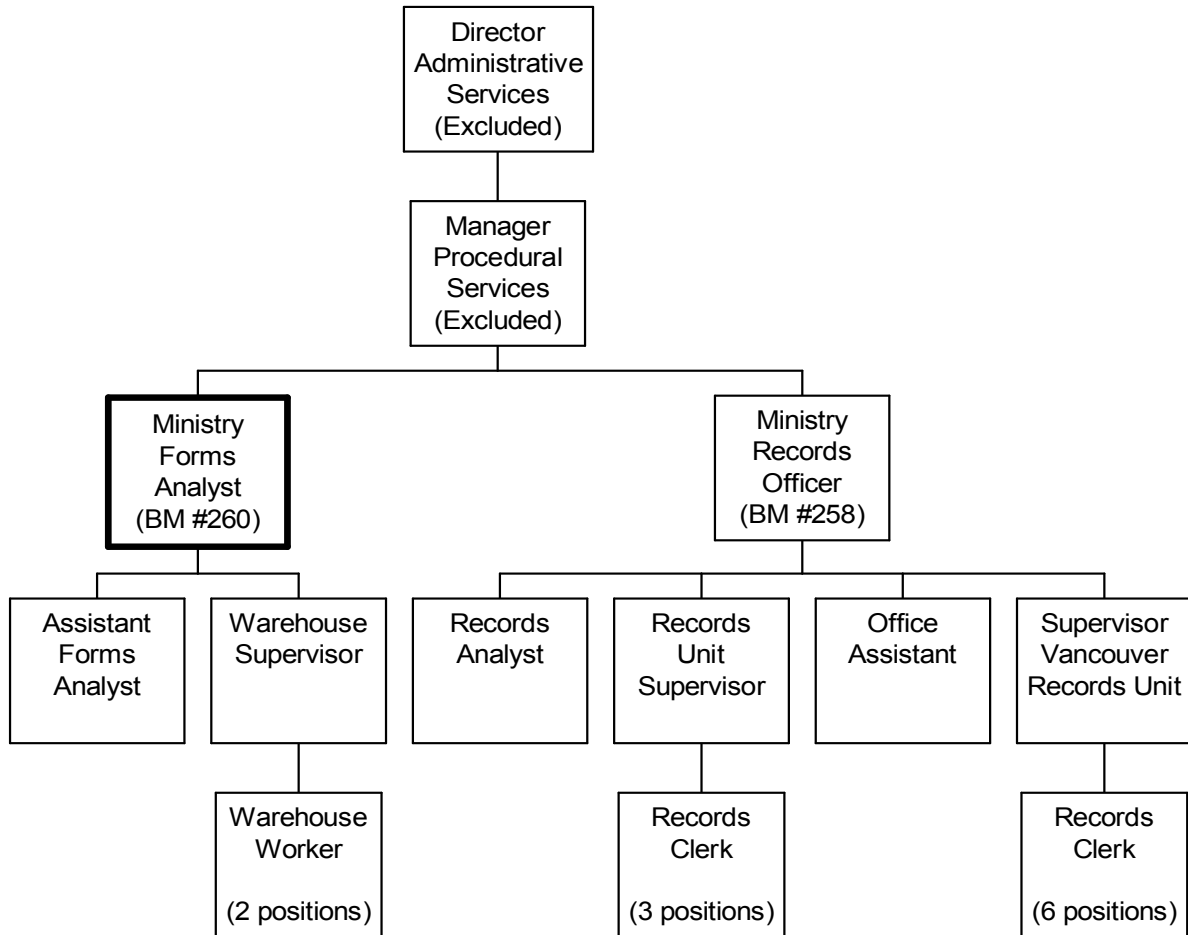 Director
Administrative
Services
(Excluded)
Manager
Procedural
Services
(Excluded)
Ministry
Forms
Analyst
(BM #260)
Ministry
Records
Officer
(BM #258)
Assistant
Forms
Analyst
Warehouse
Supervisor
Records
Analyst
Records
Unit
Supervisor
Office
Assistant
Supervisor
Vancouver
Records Unit
Warehouse
Worker
(2 positions)
Records
Clerk
(3 positions)
Records
Clerk
(6 positions)